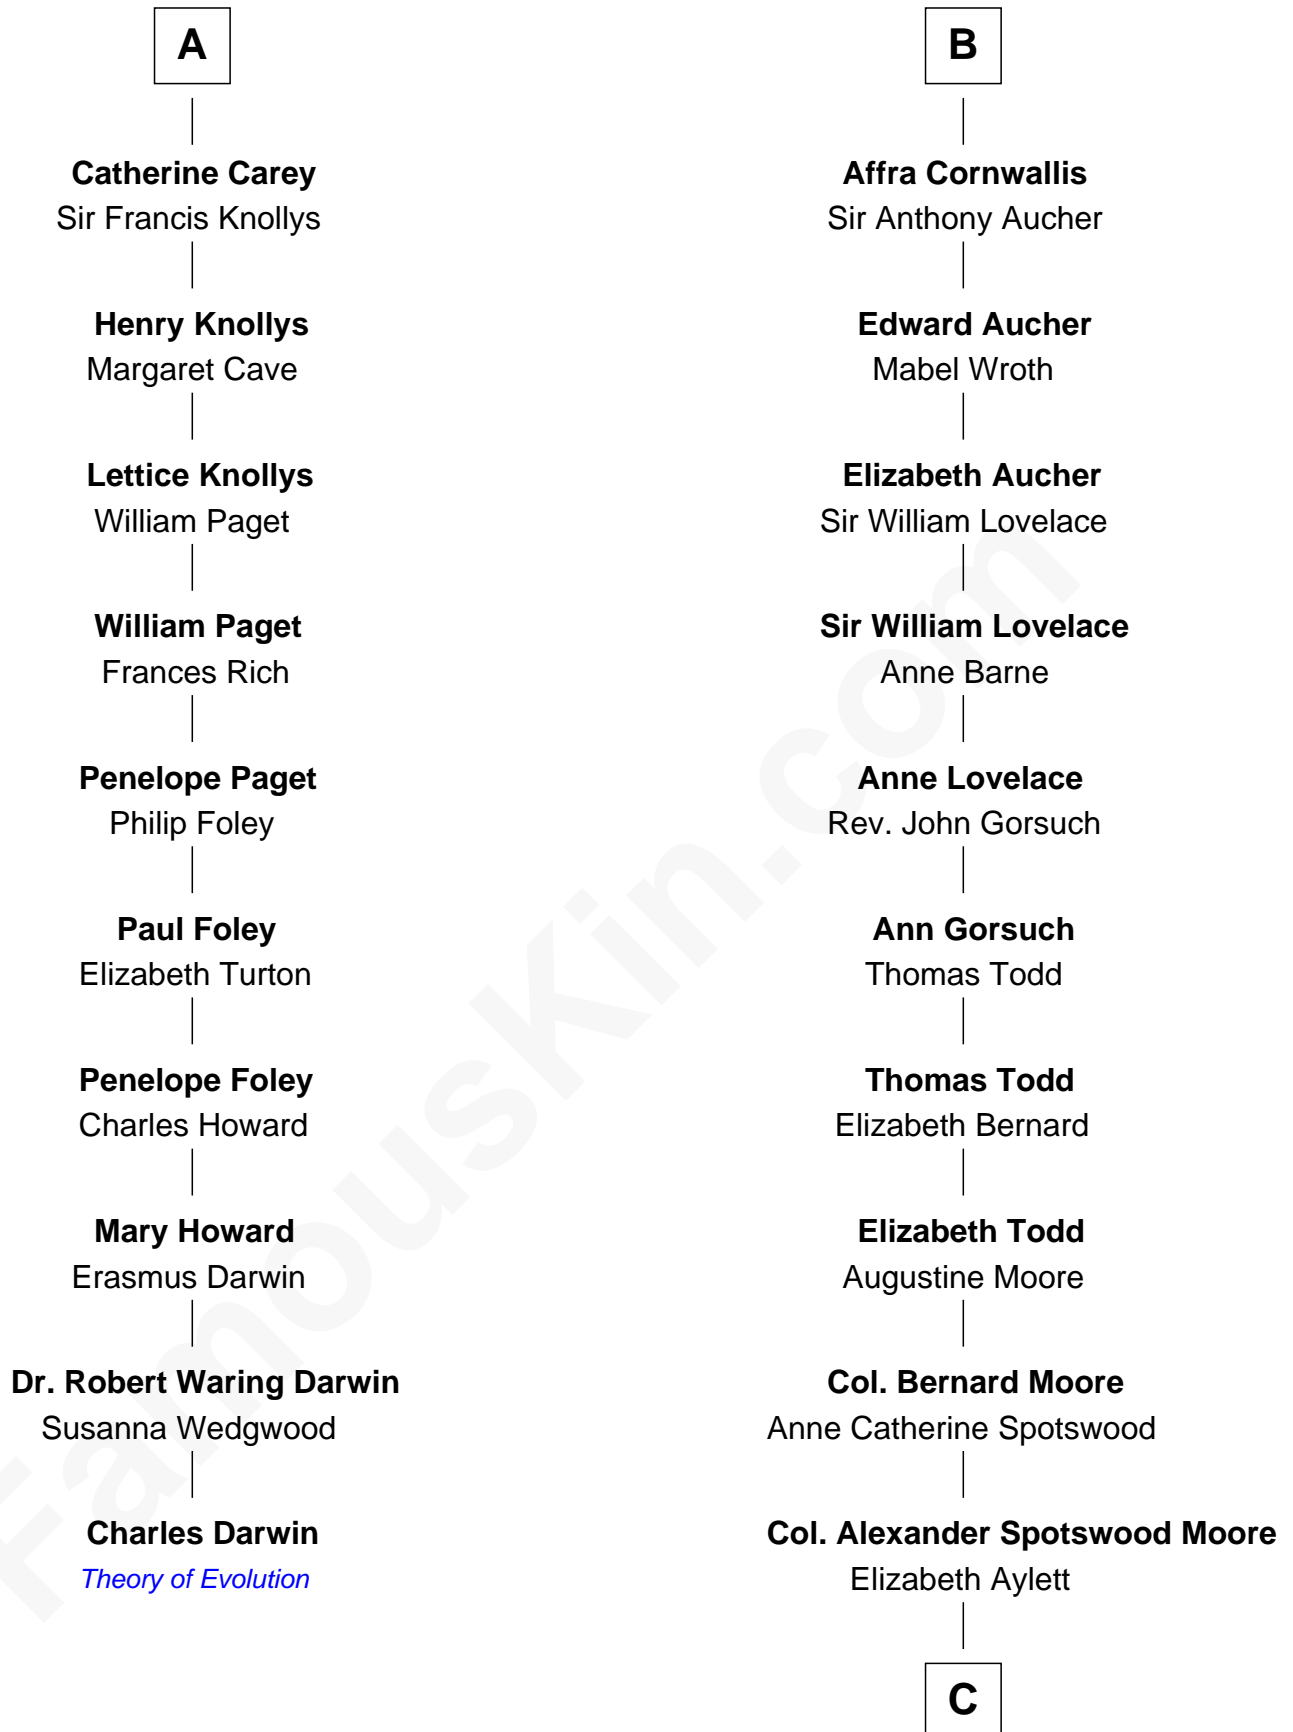 A
Catherine Carey
Sir Francis Knollys
Henry Knollys
Margaret Cave
Lettice Knollys
William Paget
William Paget
Frances Rich
Penelope Paget
Philip Foley
Paul Foley
Elizabeth Turton
Penelope Foley
Charles Howard
Mary Howard
Erasmus Darwin
Dr. Robert Waring Darwin
Susanna Wedgwood
Charles Darwin
Theory of Evolution
B
Affra Cornwallis
Sir Anthony Aucher
Edward Aucher
Mabel Wroth
Elizabeth Aucher
Sir William Lovelace
Sir William Lovelace
Anne Barne
Anne Lovelace
Rev. John Gorsuch
Ann Gorsuch
Thomas Todd
Thomas Todd
Elizabeth Bernard
Elizabeth Todd
Augustine Moore
Col. Bernard Moore
Anne Catherine Spotswood
Col. Alexander Spotswood Moore
Elizabeth Aylett
C
FamousKin.com